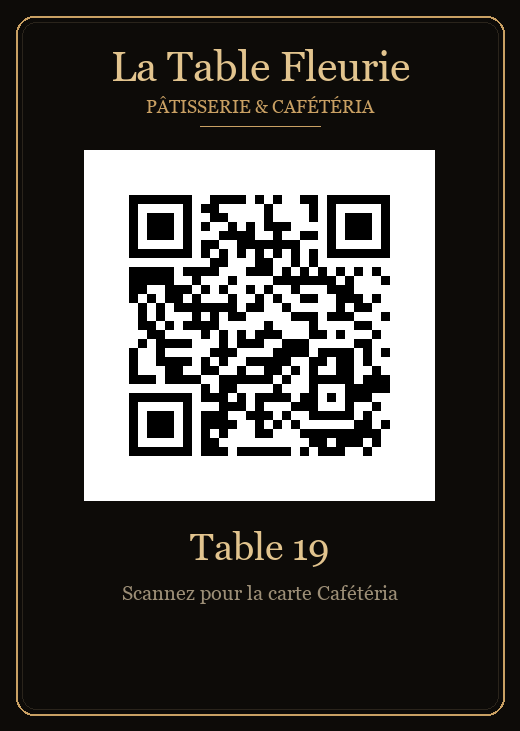 La Table Fleurie
PÂTISSERIE & CAFÉTÉRIA
Table 19
Scannez pour la carte Cafétéria